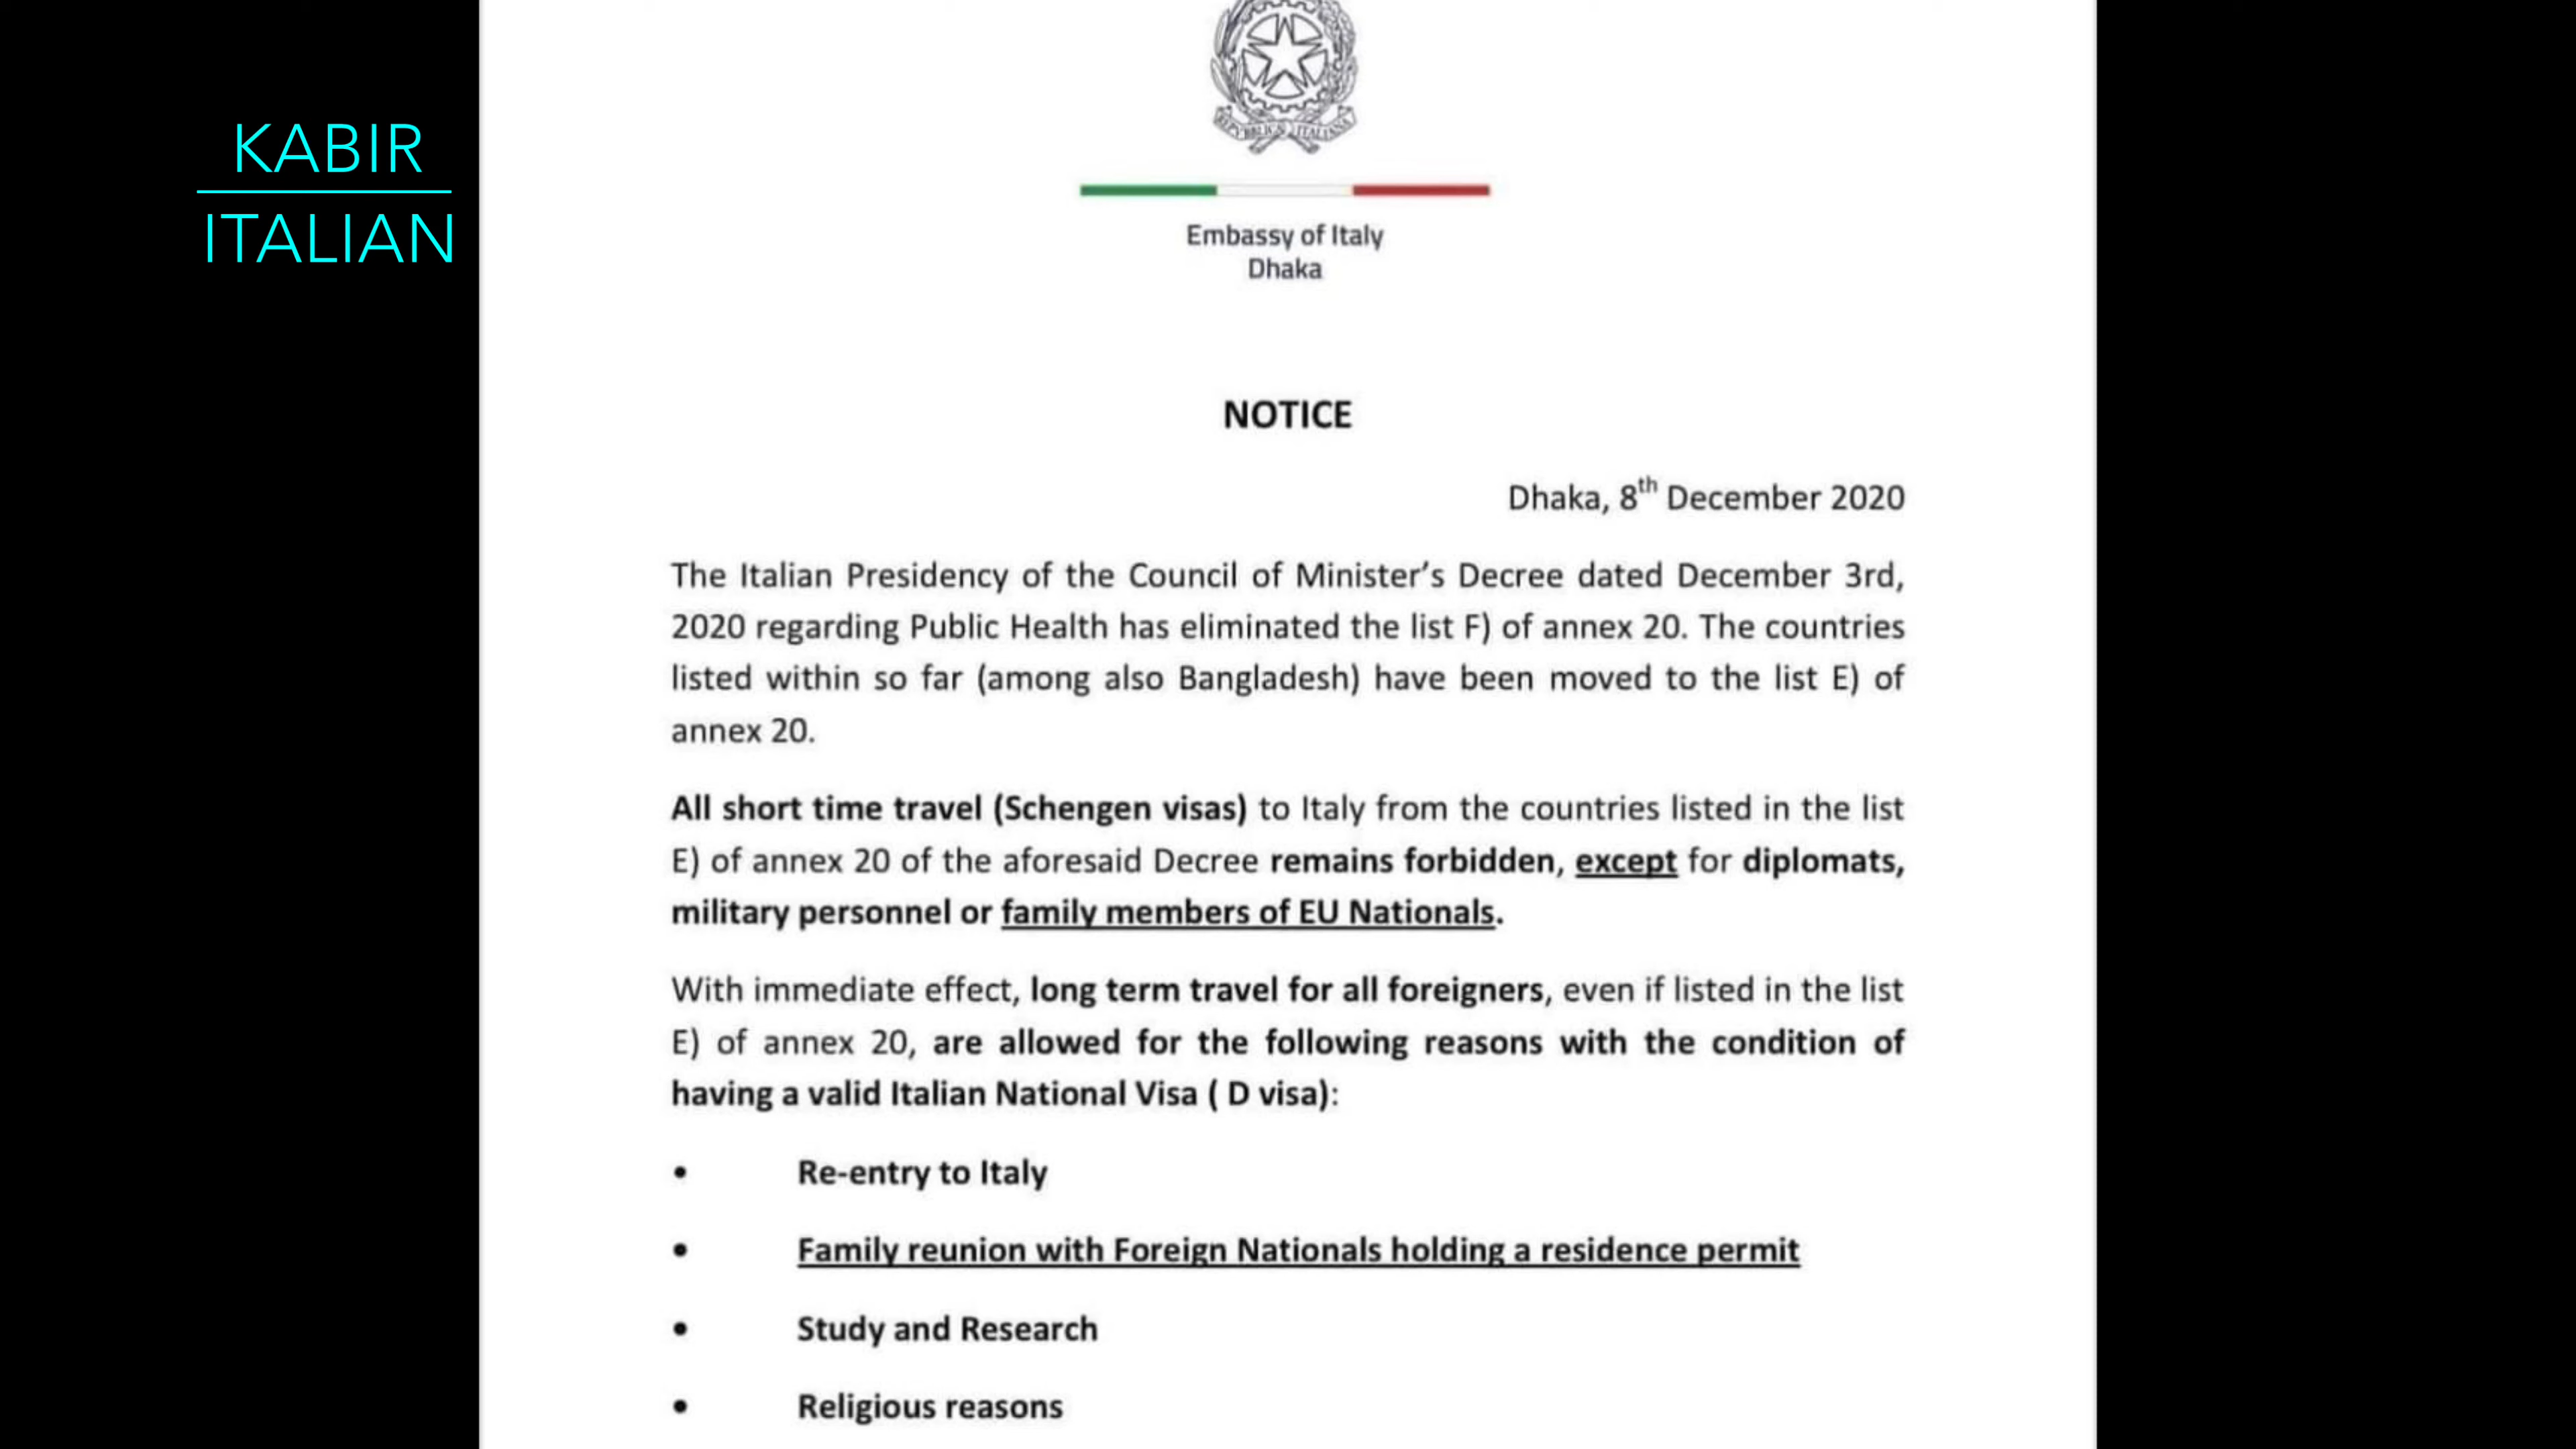 KABIR
ITALIAN
REPVBBLICA ITALIANA
Embassy of Italy
Dhaka
NOTICE
Dhaka, 8th December 2020
The Italian Presidency of the Council of Minister’s Decree dated December 3rd,
2020 regarding Public Health has eliminated the list F) of annex 20. The countries
listed within so far (among also Bangladesh) have been moved to the list E) of
annex 20.
All short time travel (Schengen visas) to Italy from the countries listed in the list
E) of annex 20 of the aforesaid Decree remains forbidden, except for diplomats,
military personnel or family members of EU Nationals.
With immediate effect, long term travel for all foreigners, even if listed in the list
E) of annex 20, are allowed for the following reasons with the condition of
having a valid Italian National Visa ( D visa):
• Re-entry to Italy
• Family reunion with Foreign Nationals holding a residence permit
• Study and Research
• Religious reasons